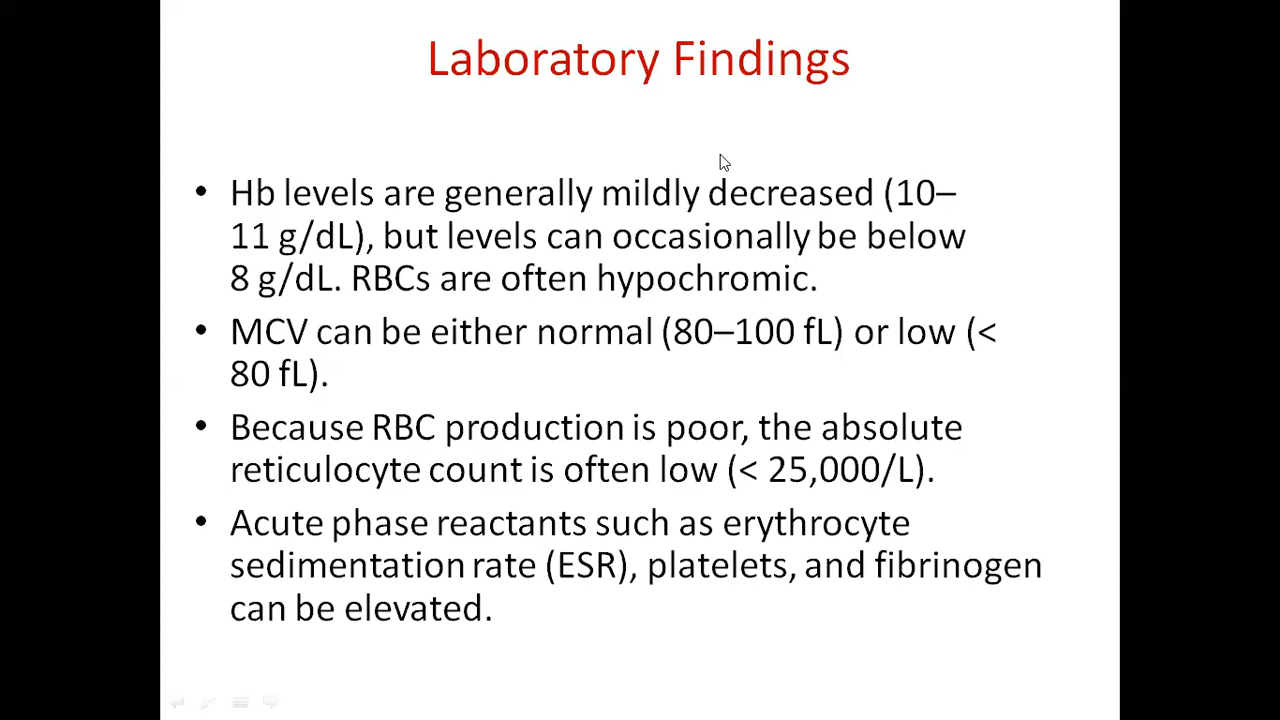 Laboratory Findings
• Hb levels are generally mildly decreased (10–
11 g/dL), but levels can occasionally be below
8 g/dL. RBCs are often hypochromic.
• MCV can be either normal (80–100 fL) or low (<
80 fL).
• Because RBC production is poor, the absolute
reticulocyte count is often low (< 25,000/L).
• Acute phase reactants such as erythrocyte
sedimentation rate (ESR), platelets, and fibrinogen
can be elevated.